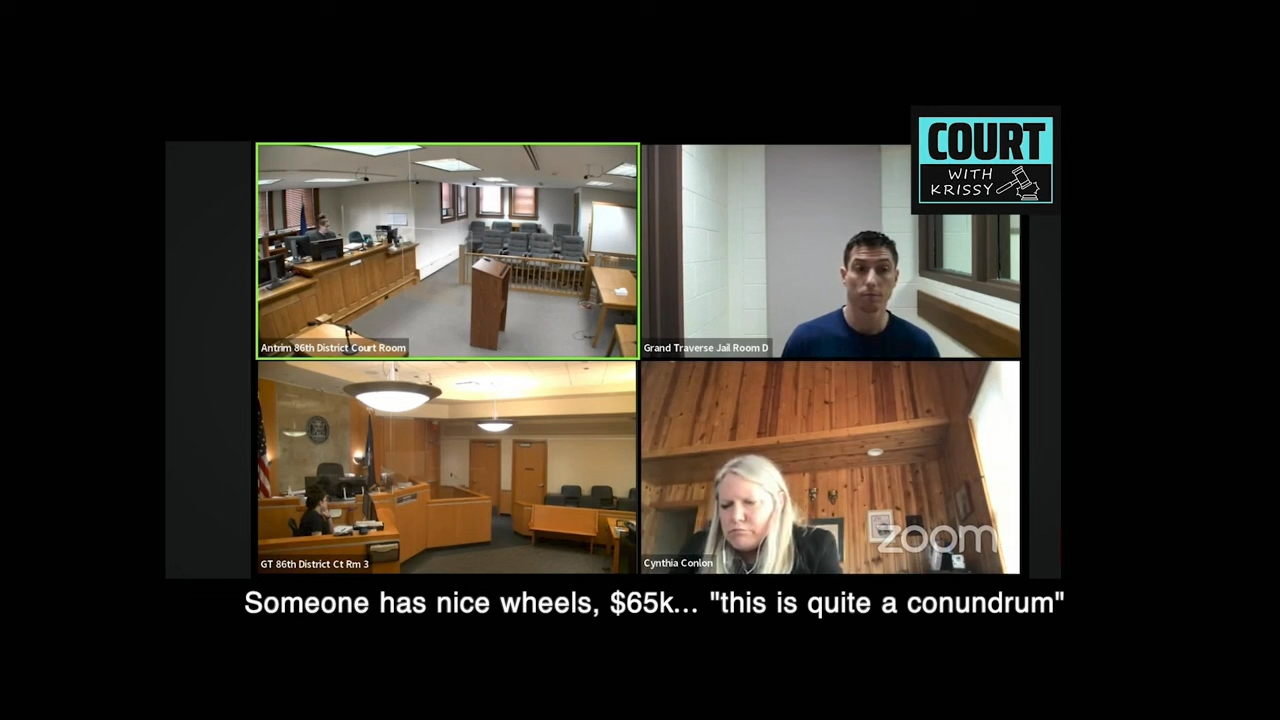 COURT
WITH
KRISSY
Antrim 86th District Court Room
Grand Traverse Jail Room D
GT 86th District Ct Rm 3
Cynthia Conlon
zoom
Someone has nice wheels, $65k... "this is quite a conundrum"